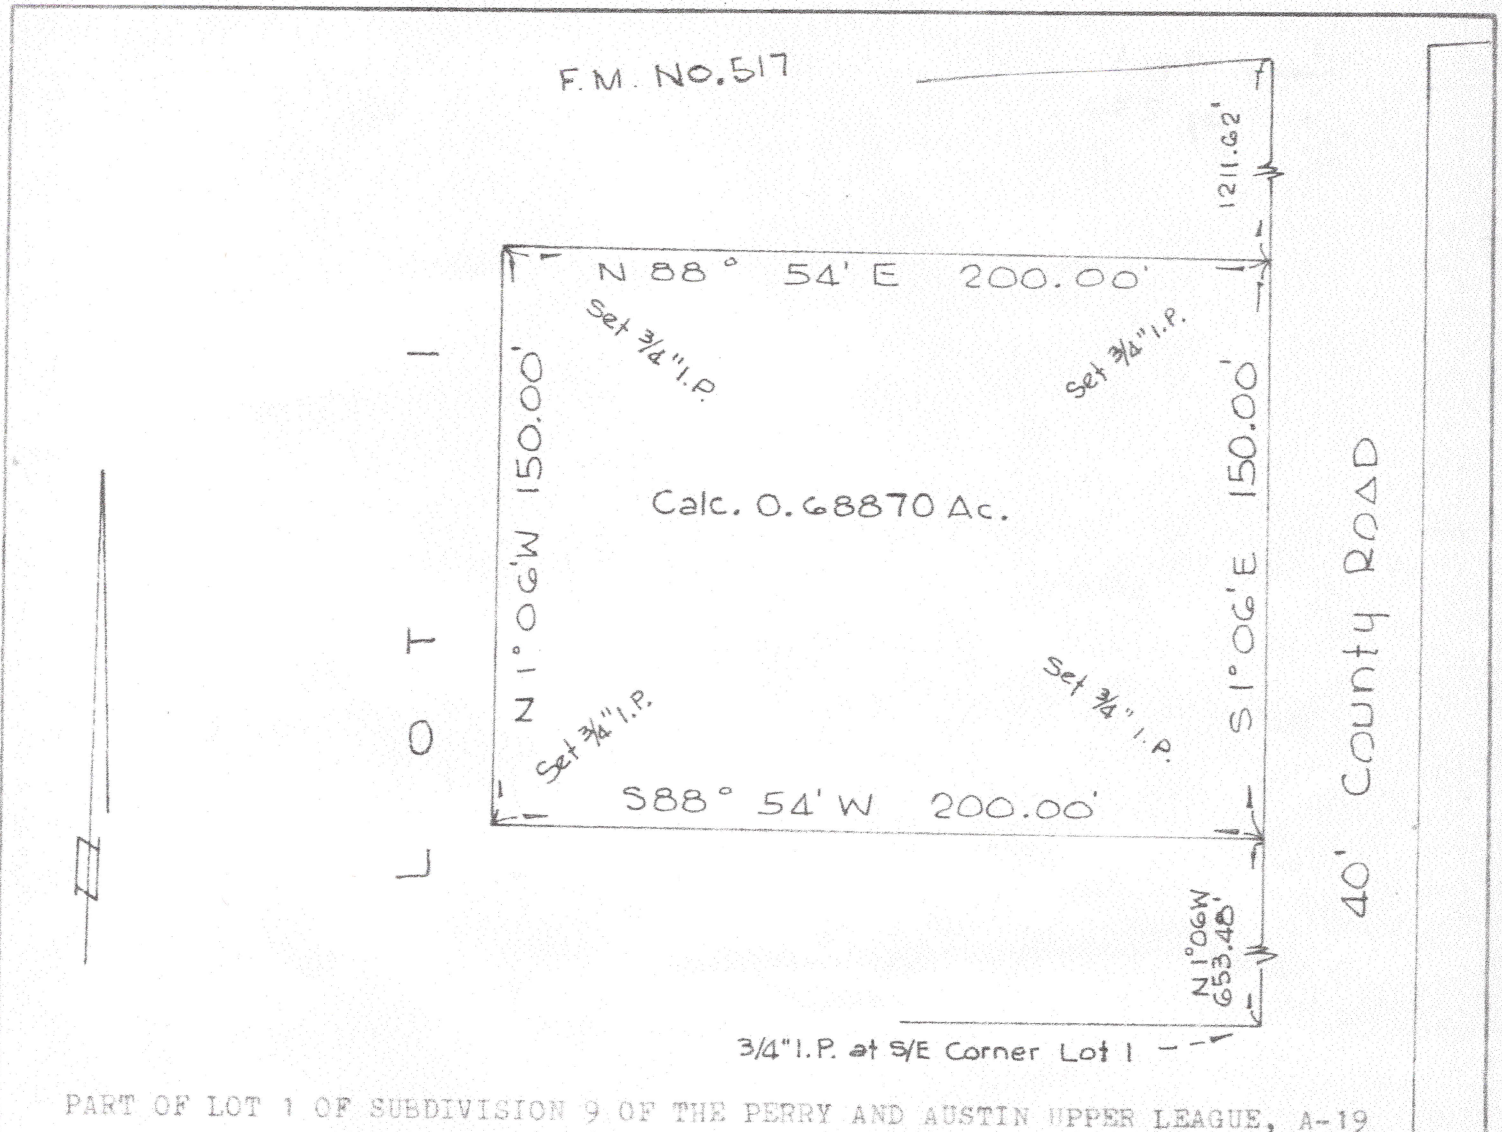 F.M. NO. 517
1211.62'
N 88° 54' E 200.00'
Set 3/4" I.P.
Set 3/4" I.P.
N 1° 06' W 150.00'
S 1° 06' E 150.00'
Calc. 0.68870 Ac.
LOT 1
40' County ROAD
Set 3/4" I.P.
Set 3/4" I.P.
S88° 54' W 200.00'
N 1° 06W
653.48'
3/4" I.P. at S/E Corner Lot 1
PART OF LOT 1 OF SUBDIVISION 9 OF THE PERRY AND AUSTIN UPPER LEAGUE, A-19